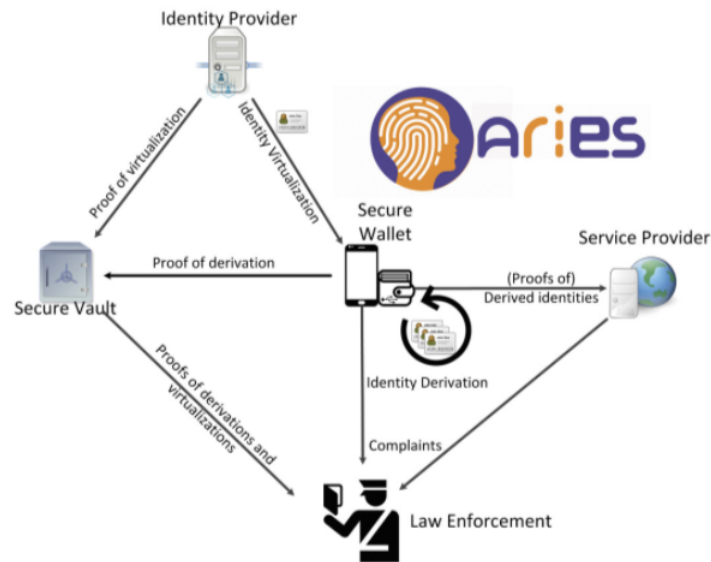 Identity Provider
Proof of virtualization
Identity Virtualization
Aries
Secure
Wallet
Service Provider
Proof of derivation
(Proofs of)
Derived identities
Secure Vault
Identity Derivation
Proofs of derivations and
virtualizations
Complaints
Law Enforcement